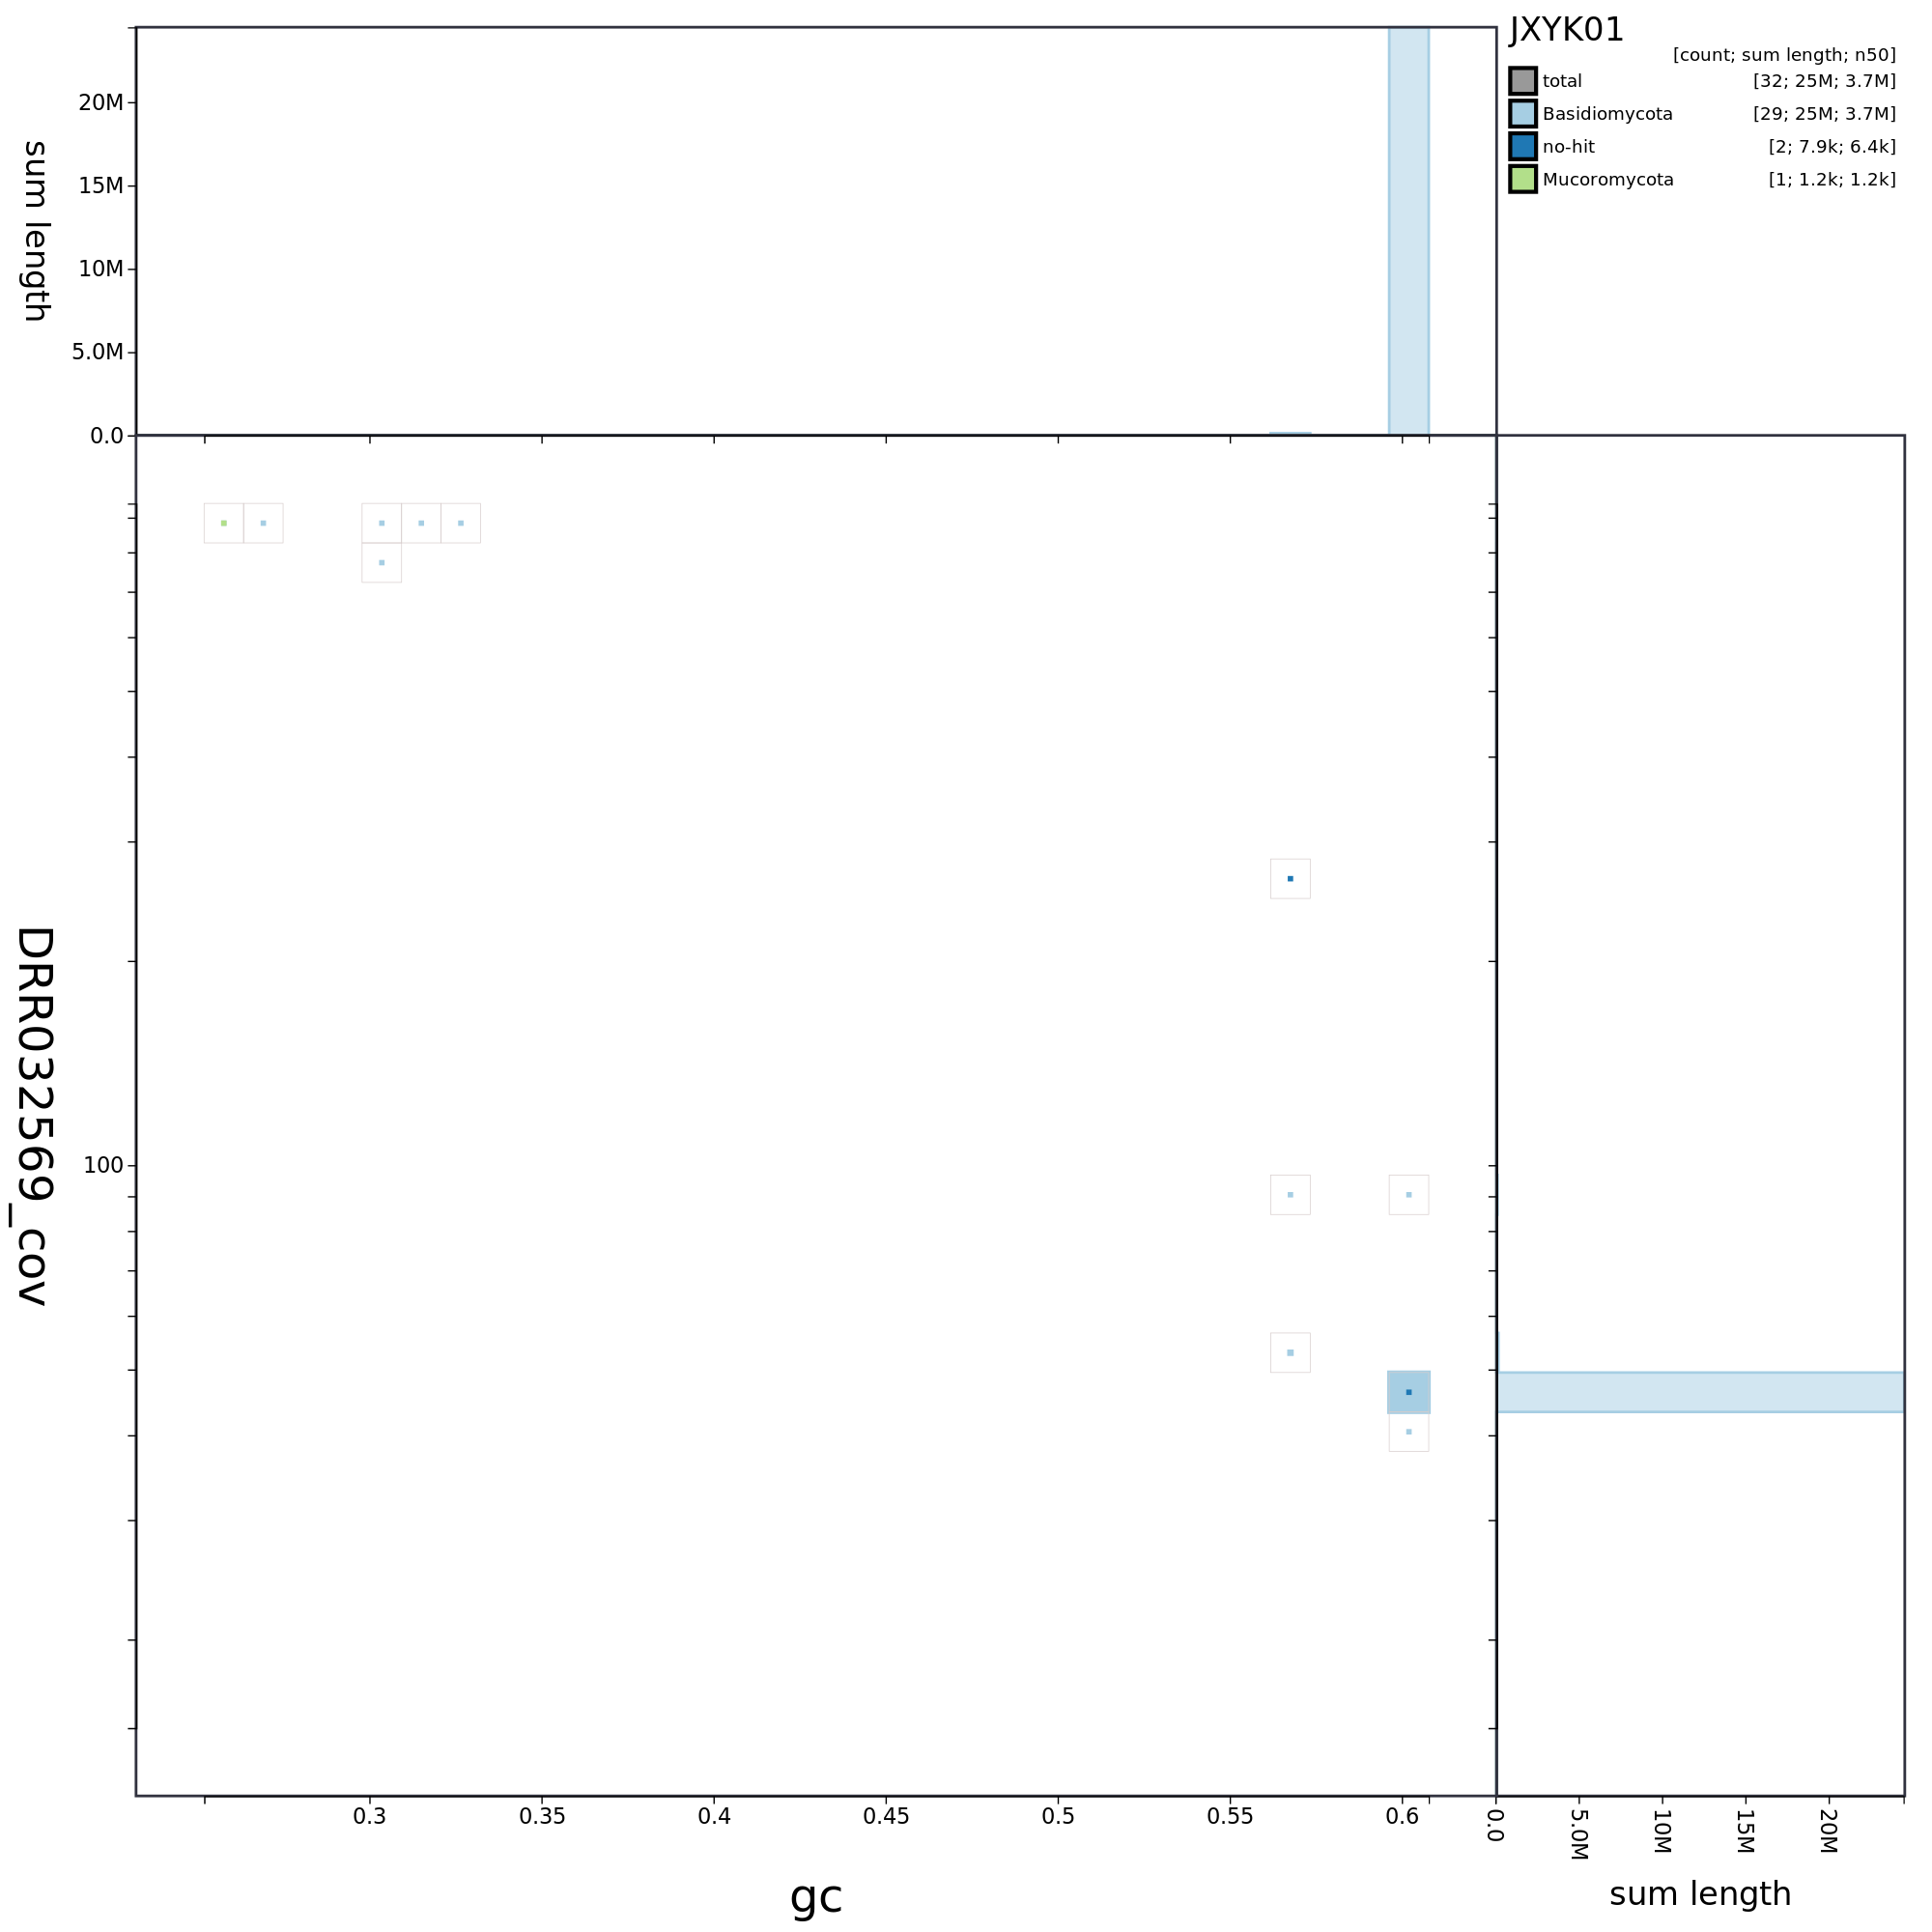 JXYK01
[count; sum length; n50]
total [32; 25M; 3.7M]
Basidiomycota [29; 25M; 3.7M]
no-hit [2; 7.9k; 6.4k]
Mucoromycota [1; 1.2k; 1.2k]
sum length
20M
15M
10M
5.0M
0.0
DRR032569_cov
100
0.3 0.35 0.4 0.45 0.5 0.55 0.6
gc
0.0 5.0M 10M 15M 20M
sum length